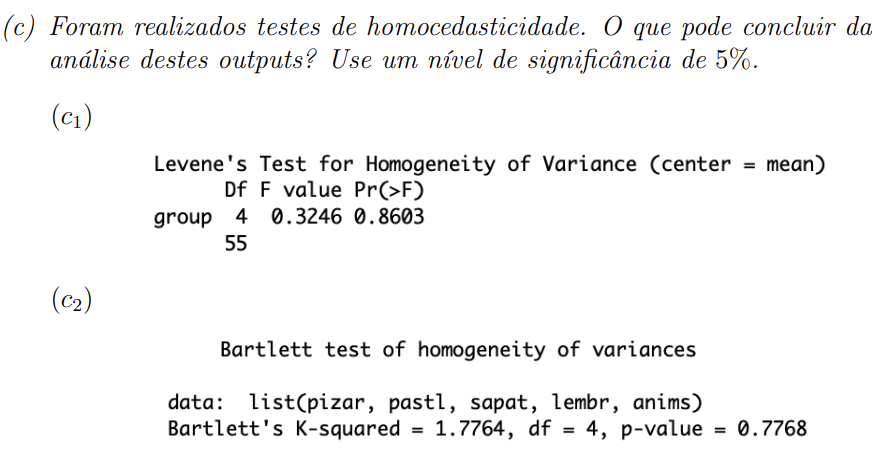 (c) Foram realizados testes de homocedasticidade. O que pode concluir da
análise destes outputs? Use um nível de significância de 5%.
(c1)
Levene's Test for Homogeneity of Variance (center = mean)
Df F value Pr(>F)
group 4 0.3246 0.8603
55
(c2)
Bartlett test of homogeneity of variances
data: list(pizar, pastl, sapat, lembr, anims)
Bartlett's K-squared = 1.7764, df = 4, p-value = 0.7768